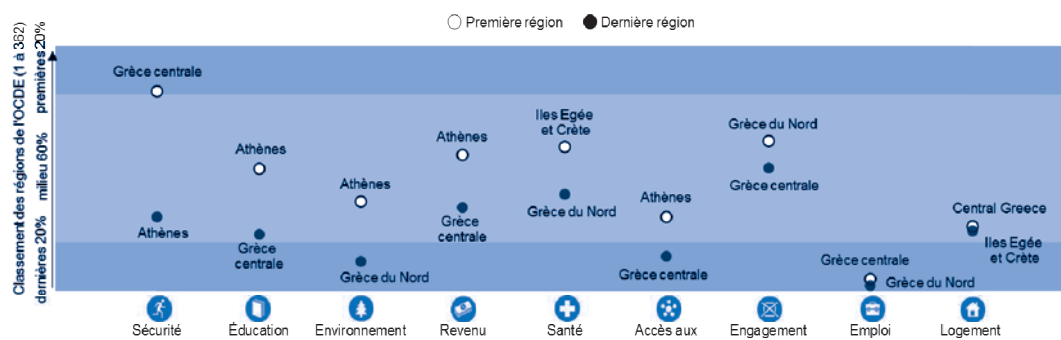 Première région
Dernière région
Classement des régions de l'OCDE (1 à 362)
dernières 20% milieu 60% premières 20%
Grèce centrale
Athènes
Athènes
Grèce
centrale
Athènes
Grèce du Nord
Athènes
Grèce
centrale
Iles Egée
et Crète
Grèce du Nord
Athènes
Grèce centrale
Grèce du Nord
Grèce centrale
Grèce centrale
Grèce du Nord
Central Greece
Iles Egée
et Crète
Sécurité
Éducation
Environnement
Revenu
Santé
Accès aux
Engagement
Emploi
Logement